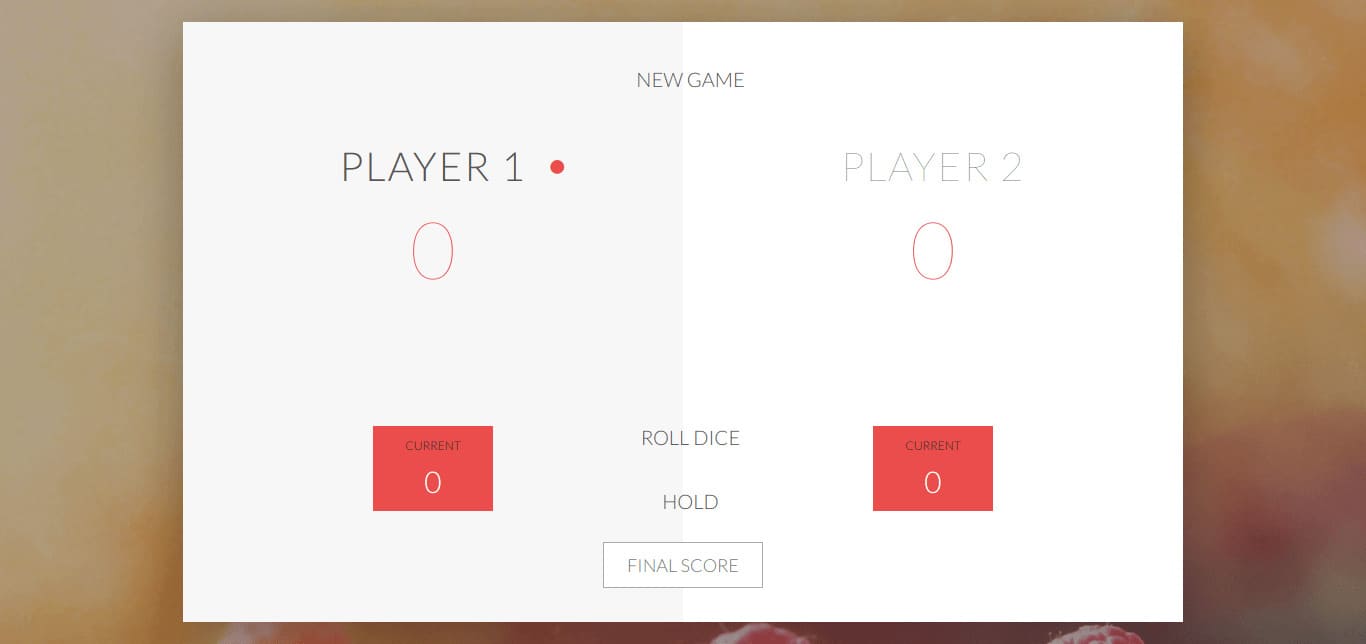 NEW GAME
PLAYER 1
PLAYER 2
0
0
CURRENT
0
ROLL DICE
HOLD
CURRENT
0
FINAL SCORE